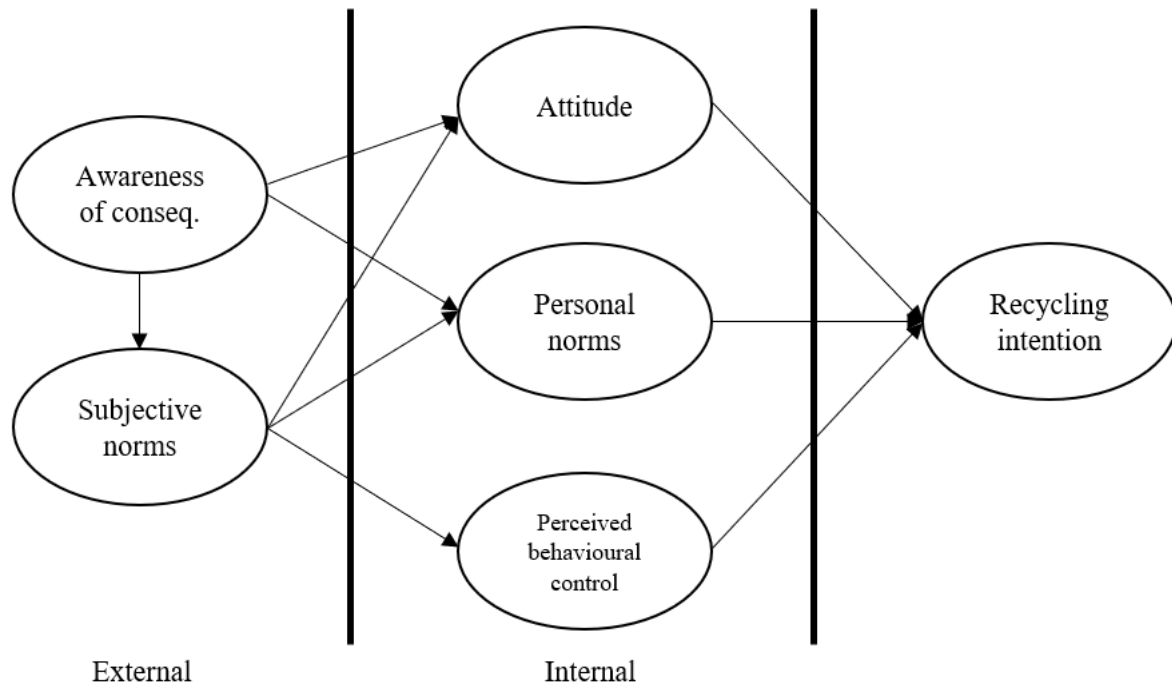 Awareness
of conseq.
Subjective
norms
External
Attitude
Personal
norms
Perceived
behavioural
control
Internal
Recycling
intention